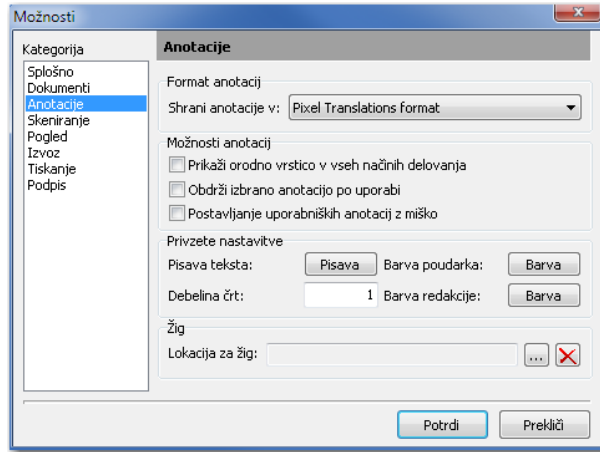 Možnosti
Kategorija
Splošno
Dokumenti
Anotacije
Skeniranje
Pogled
Izvoz
Tiskanje
Podpis
Anotacije
Format anotacij
Shrani anotacije v: Pixel Translations format
Možnosti anotacij
Prikaži orodno vrstico v vseh načinih delovanja
Obdrži izbrano anotacijo po uporabi
Postavljanje uporabniških anotacij z miško
Privzete nastavitve
Pisava teksta: Pisava Barva poudarka: Barva
Debelina črt: 1 Barva redakcije: Barva
Žig
Lokacija za žig: ...
Potrdi Prekliči